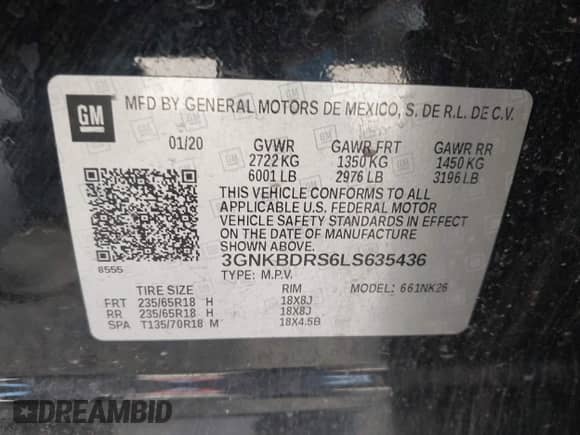 GM
MFD BY GENERAL MOTORS DE MEXICO, S. DE R.L. DE C.V.
01/20 GVWR GAWR FRT GAWR RR
2722 KG 1350 KG 1450 KG
6001 LB 2976 LB 3196 LB
THIS VEHICLE CONFORMS TO ALL
APPLICABLE U.S. FEDERAL MOTOR
VEHICLE SAFETY STANDARDS IN EFFECT
ON THE DATE OF MANUFACTURE
SHOWN ABOVE.
3GNKBDRS6LS635436
8555
TYPE: M.P.V.
TIRE SIZE RIM MODEL: 661NK26
FRT 235/65R18 H 18X8J
RR 235/65R18 H 18X8J
SPA T135/70R18 M 18X4.5B
DREAMBID